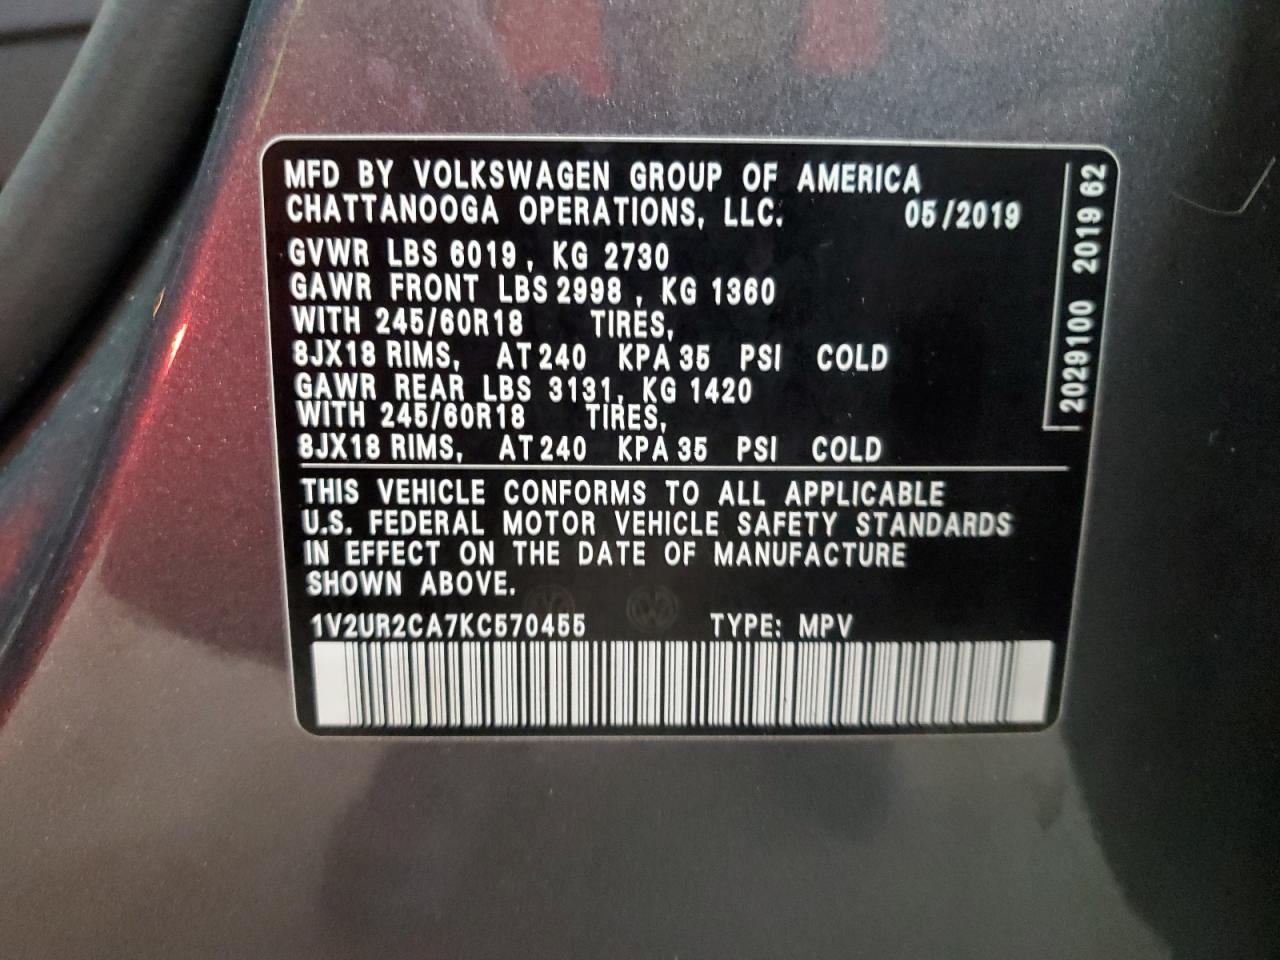 MFD BY VOLKSWAGEN GROUP OF AMERICA
CHATTANOOGA OPERATIONS, LLC. 05/2019
GVWR LBS 6019, KG 2730
GAWR FRONT LBS 2998, KG 1360
WITH 245/60R18 TIRES,
8JX18 RIMS, AT 240 KPA 35 PSI COLD
GAWR REAR LBS 3131, KG 1420
WITH 245/60R18 TIRES,
8JX18 RIMS, AT 240 KPA 35 PSI COLD
THIS VEHICLE CONFORMS TO ALL APPLICABLE
U.S. FEDERAL MOTOR VEHICLE SAFETY STANDARDS
IN EFFECT ON THE DATE OF MANUFACTURE
SHOWN ABOVE.
1V2UR2CA7KC570455 TYPE: MPV
2029100 2019 62